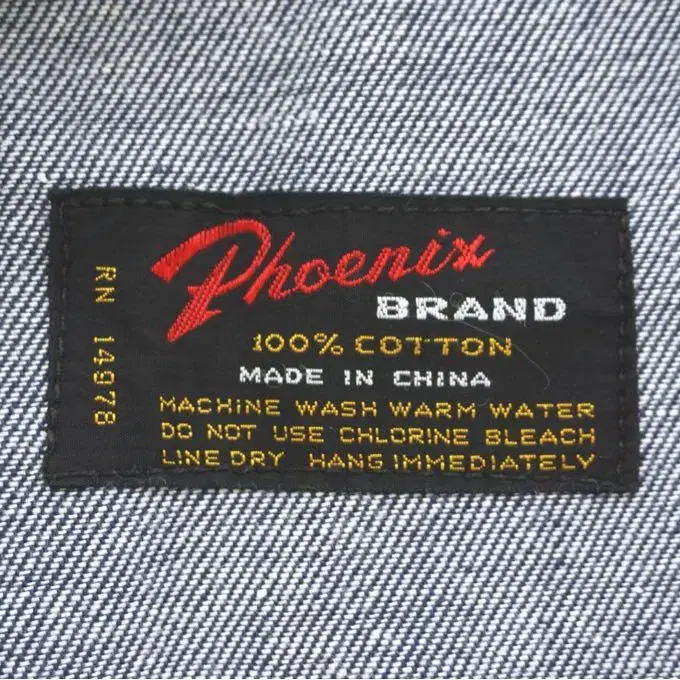 Phoenix
BRAND
100% COTTON
MADE IN CHINA
MACHINE WASH WARM WATER
DO NOT USE CHLORINE BLEACH
LINE DRY HANG IMMEDIATELY
RN 14978